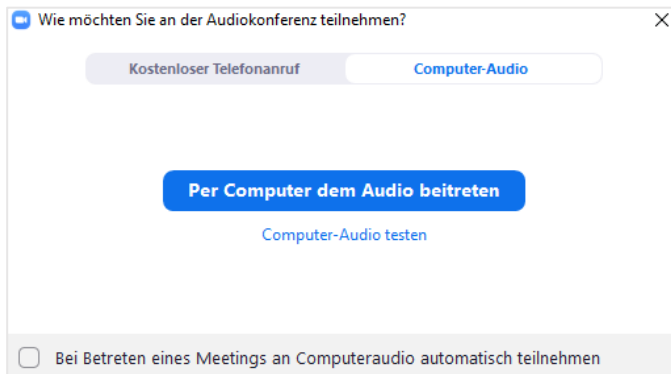 Wie möchten Sie an der Audiokonferenz teilnehmen?
Kostenloser Telefonanruf Computer-Audio
Per Computer dem Audio beitreten
Computer-Audio testen
Bei Betreten eines Meetings an Computeraudio automatisch teilnehmen